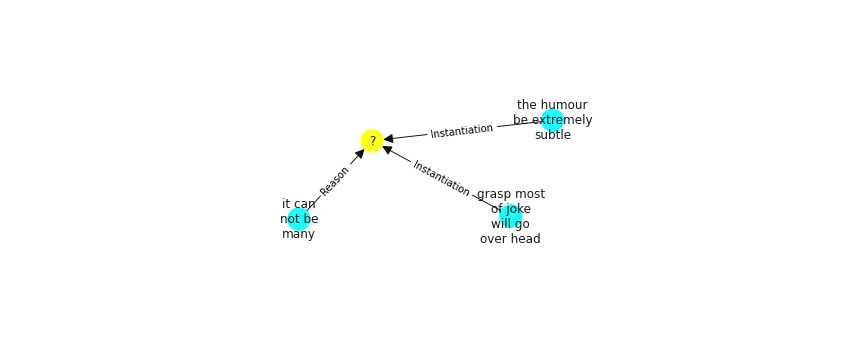 the humour
be extremely
subtle
Instantiation
?
Instantiation
Reason
grasp most
of joke
will go
over head
it can
not be
many